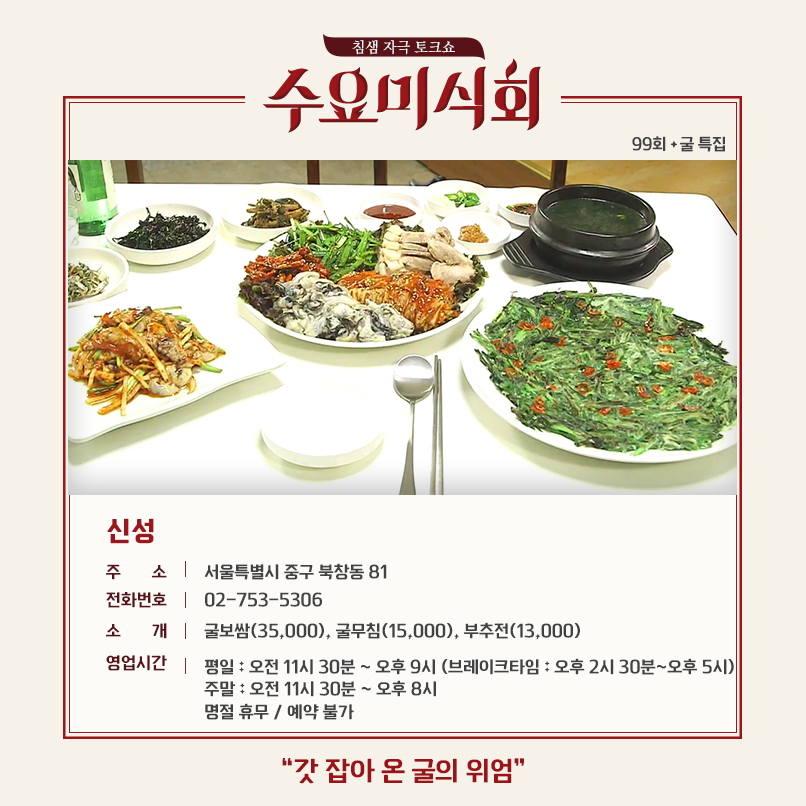 침샘 자극 토크쇼
수요미식회
99회 + 굴 특집
신성
주 소 | 서울특별시 중구 북창동 81
전화번호 | 02-753-5306
소 개 | 굴보쌈(35,000), 굴무침(15,000), 부추전(13,000)
영업시간 | 평일 : 오전 11시 30분 ~ 오후 9시 (브레이크타임 : 오후 2시 30분~오후 5시)
주말 : 오전 11시 30분 ~ 오후 8시
명절 휴무 / 예약 불가
“갓 잡아 온 굴의 위엄”